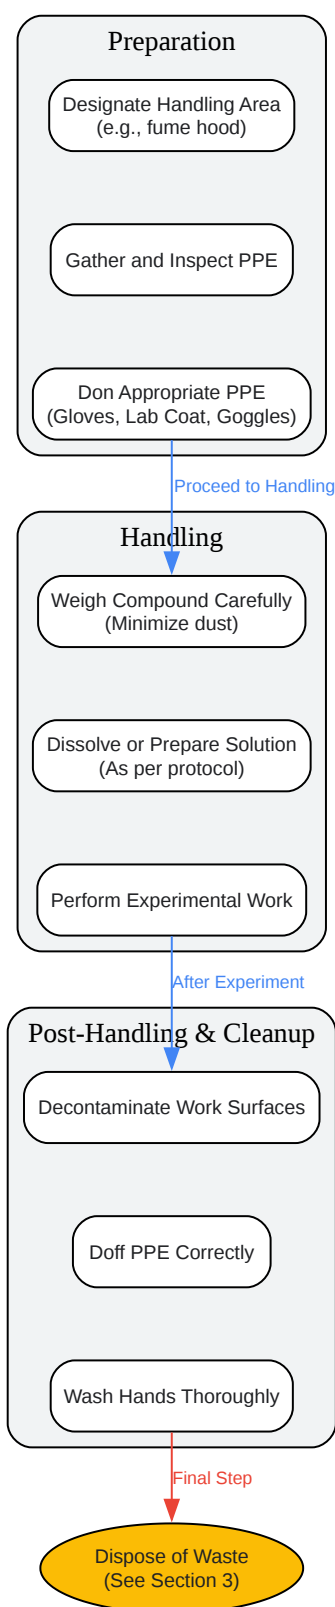 Preparation
Designate Handling Area
(e.g., fume hood)
Gather and Inspect PPE
Don Appropriate PPE
(Gloves, Lab Coat, Goggles)
Proceed to Handling
Handling
Weigh Compound Carefully
(Minimize dust)
Dissolve or Prepare Solution
(As per protocol)
Perform Experimental Work
After Experiment
Post-Handling & Cleanup
Decontaminate Work Surfaces
Doff PPE Correctly
Wash Hands Thoroughly
Final Step
Dispose of Waste
(See Section 3)